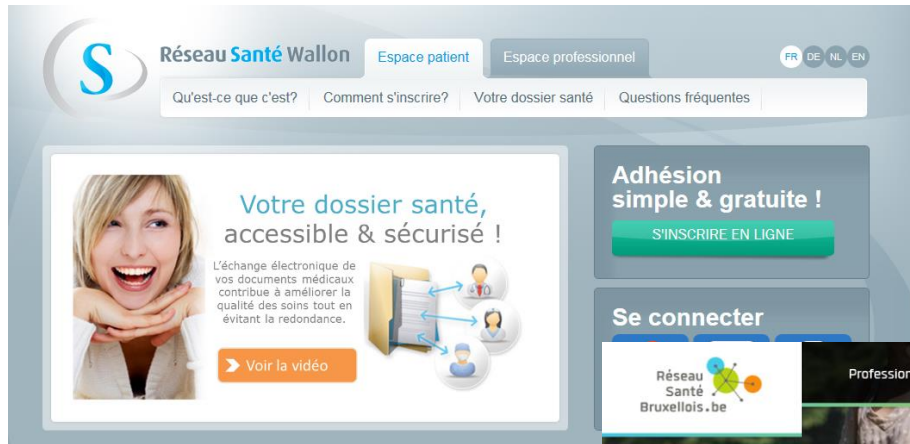 S
Réseau Santé Wallon
Espace patient
Espace professionnel
FR DE NL EN
Qu'est-ce que c'est?
Comment s'inscrire?
Votre dossier santé
Questions fréquentes
Votre dossier santé,
accessible & sécurisé !
L'échange électronique de
vos documents médicaux
contribue à améliorer la
qualité des soins tout en
évitant la redondance.
Voir la vidéo
Adhésion
simple & gratuite !
S'INSCRIRE EN LIGNE
Se connecter
Réseau
Santé
Bruxellois.be
Profession